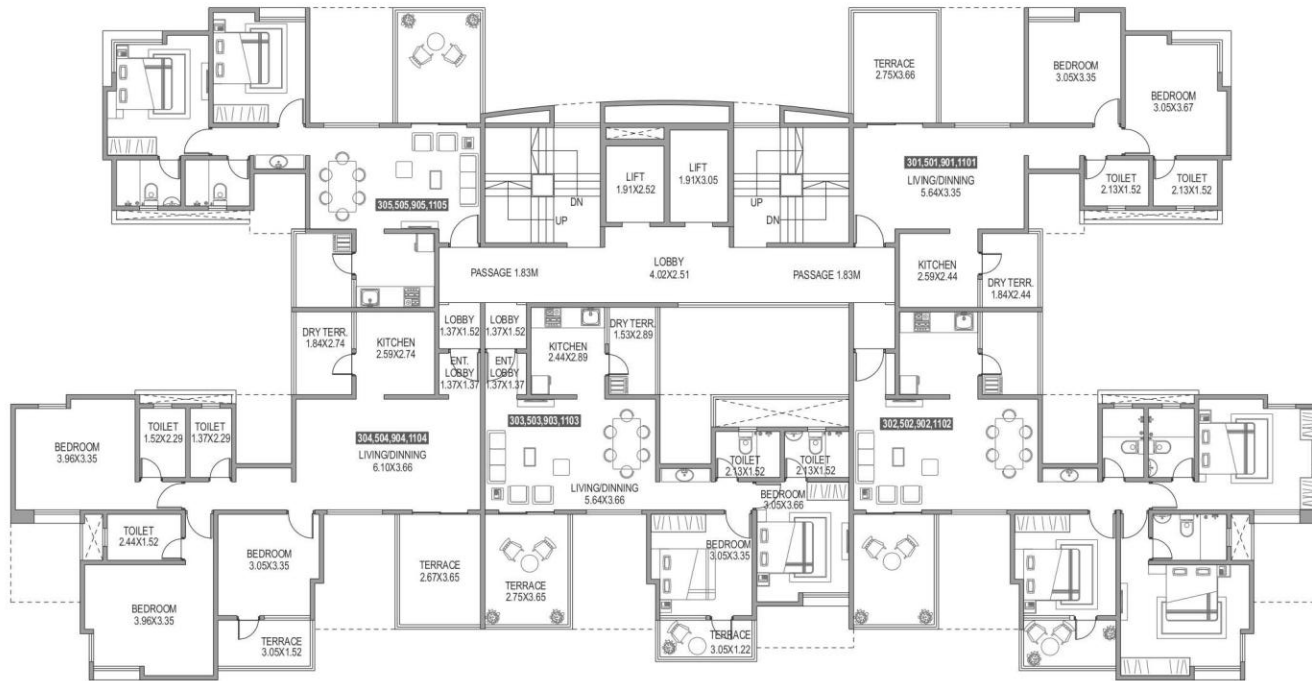 TERRACE
2.75X3.66
BEDROOM
3.05X3.35
BEDROOM
3.05X3.67
LIFT
1.91X2.52
LIFT
1.91X3.05
301,501,901,1101
LIVING/DINNING
5.64X3.35
TOILET
2.13X1.52
TOILET
2.13X1.52
305,505,905,1105
DN
UP
UP
DN
PASSAGE 1.83M
LOBBY
4.02X2.51
PASSAGE 1.83M
KITCHEN
2.59X2.44
DRY TERR.
1.84X2.44
DRY TERR.
1.84X2.74
KITCHEN
2.59X2.74
LOBBY
1.37X1.52
LOBBY
1.37X1.52
ENT.
LOBBY
1.37X1.37
ENT.
LOBBY
1.37X1.37
KITCHEN
2.44X2.89
DRY TERR.
1.53X2.89
BEDROOM
3.96X3.35
TOILET
1.52X2.29
TOILET
1.37X2.29
304,504,904,1104
LIVING/DINNING
6.10X3.66
303,503,903,1103
LIVING/DINNING
5.64X3.66
TOILET
2.13X1.52
TOILET
2.13X1.52
302,502,902,1102
TOILET
2.44X1.52
BEDROOM
3.96X3.35
BEDROOM
3.05X3.35
TERRACE
3.05X1.52
TERRACE
2.67X3.65
TERRACE
2.75X3.65
BEDROOM
3.05X3.66
BEDROOM
3.05X3.35
TERRACE
3.05X1.22